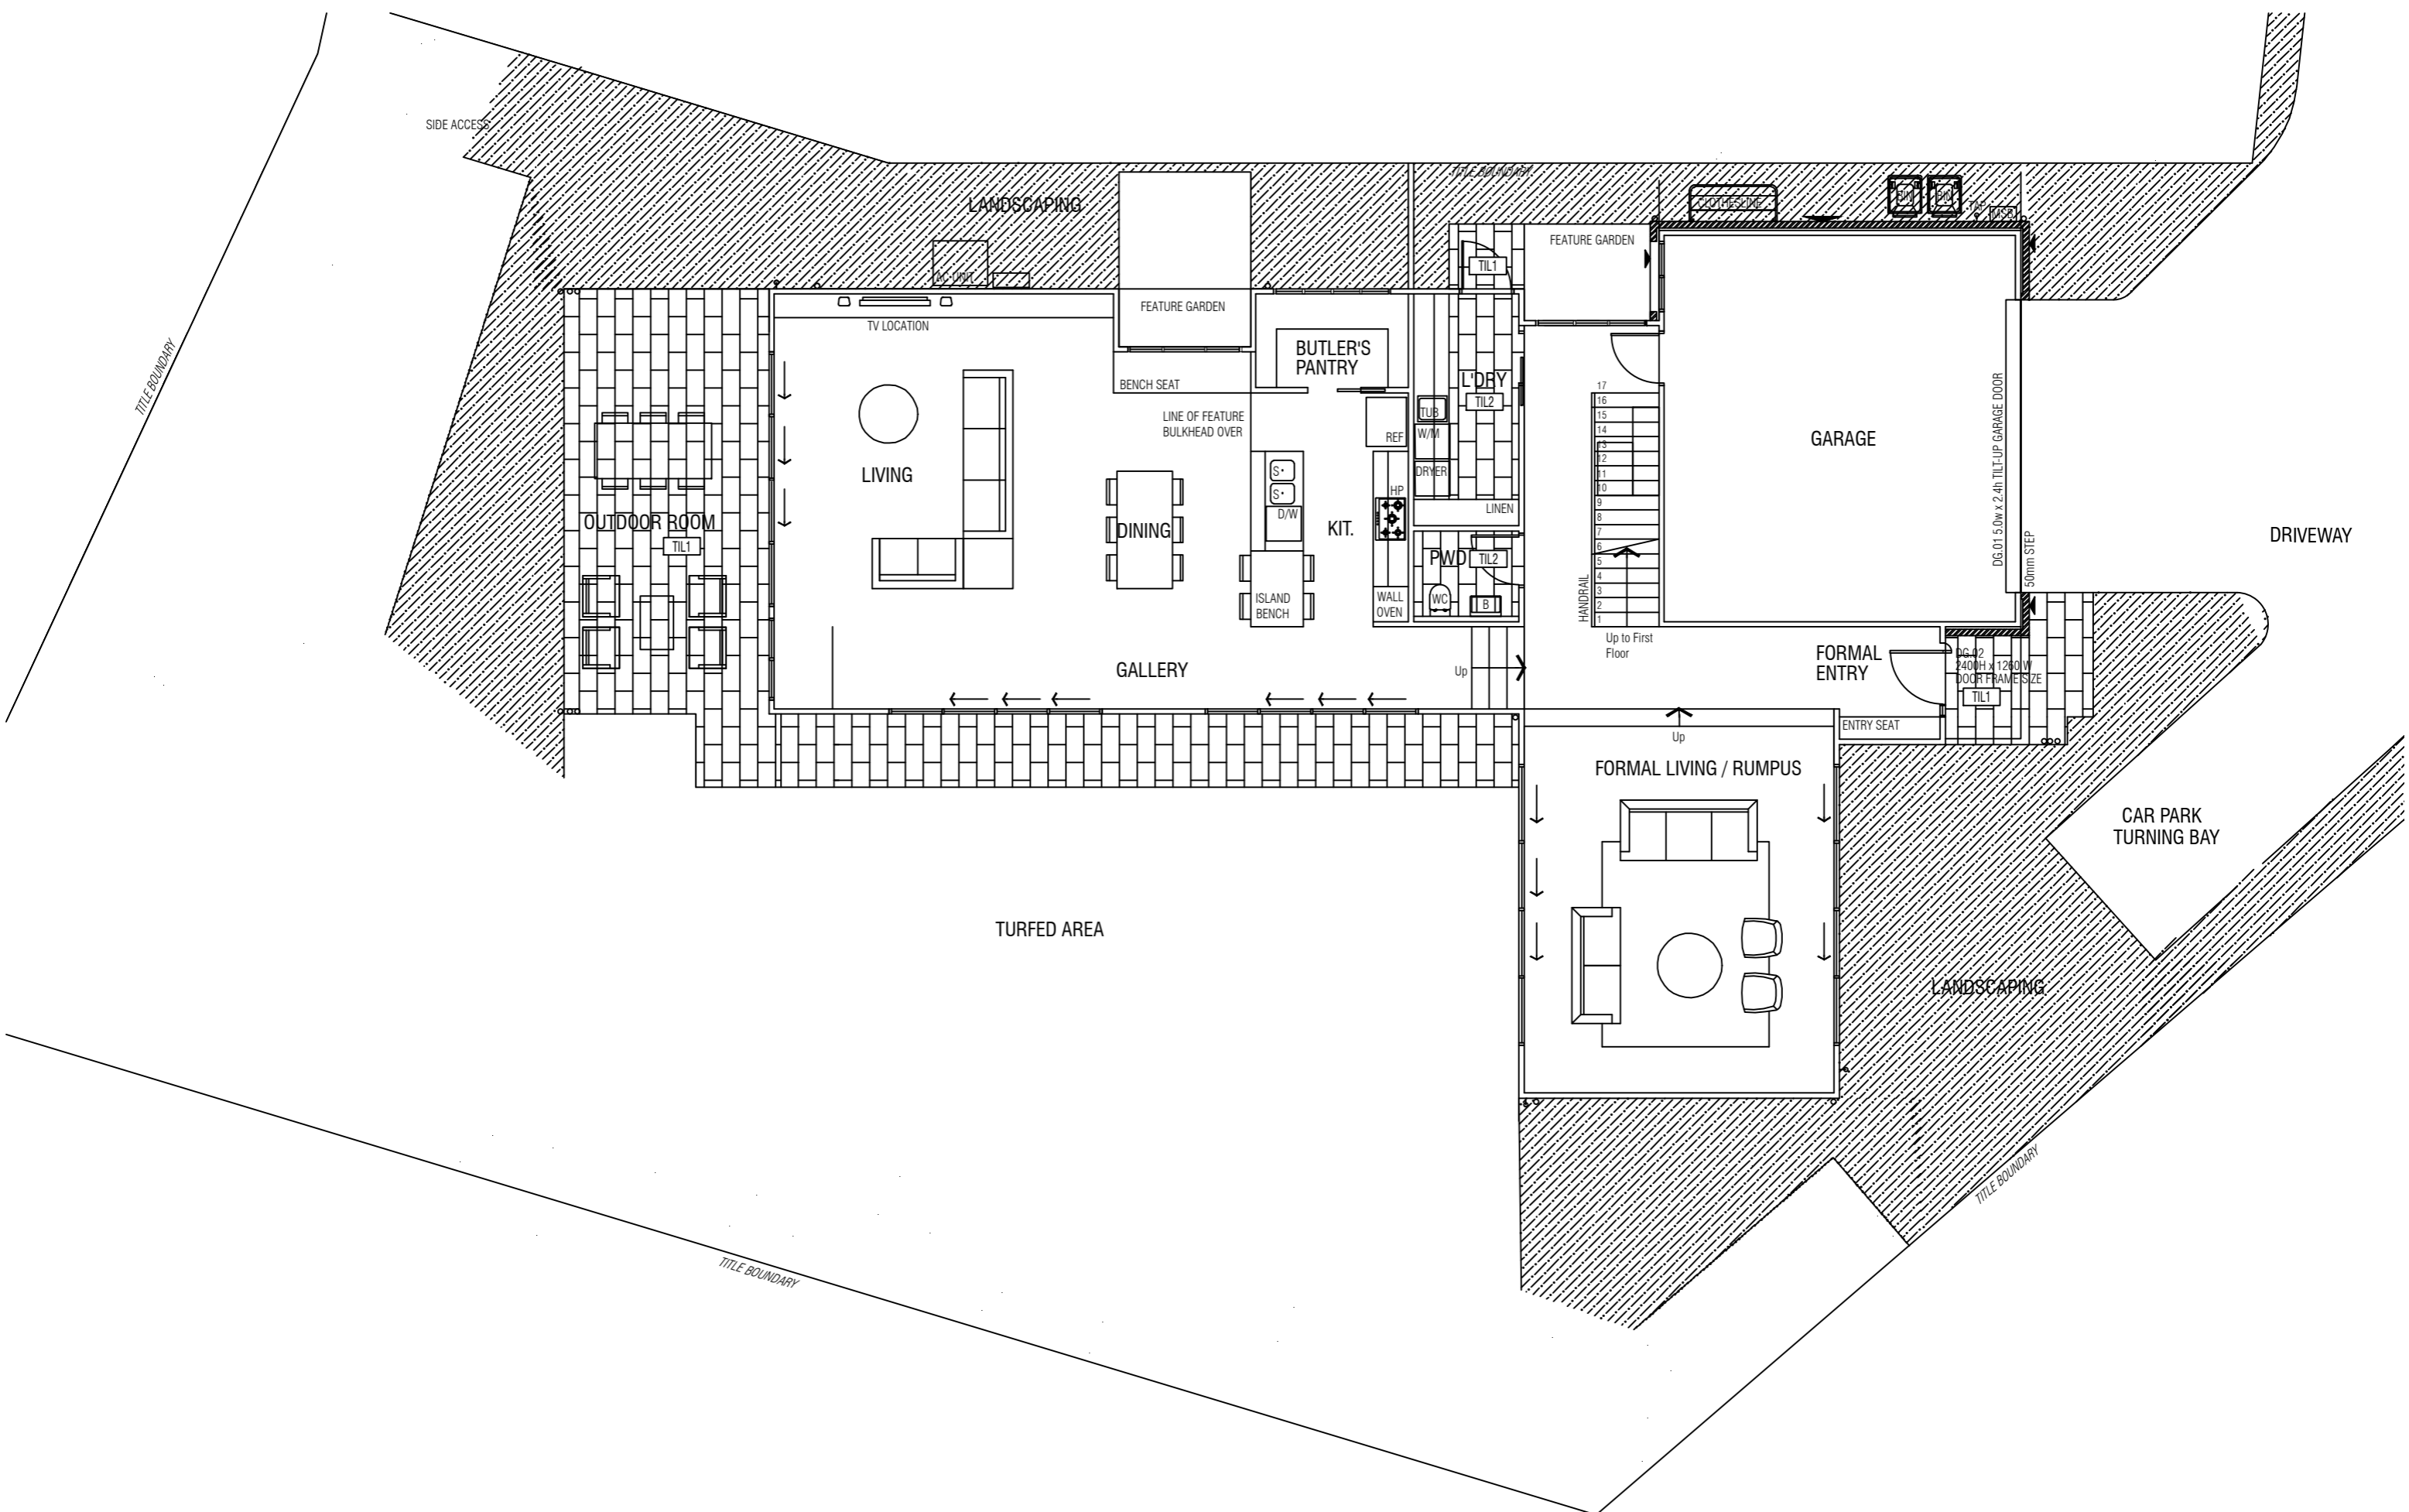 SIDE ACCESS
TITLE BOUNDARY
LANDSCAPING
TITLE BOUNDARY
CLOTHESLINE
BIN
BIN
TAP
MSB
AC UNIT
FEATURE GARDEN
FEATURE GARDEN
TIL1
TV LOCATION
BUTLER'S
PANTRY
BENCH SEAT
L'DRY
TIL2
LINE OF FEATURE
BULKHEAD OVER
REF
TUB
W/M
DRYER
LINEN
17
16
15
14
13
12
11
10
9
8
7
6
5
4
3
2
1
HANDRAIL
Up to First
Floor
GARAGE
DG.01 5.0w x 2.4h TILT-UP GARAGE DOOR
50mm STEP
DRIVEWAY
LIVING
OUTDOOR ROOM
TIL1
DINING
S
S
D/W
KIT.
HP
ISLAND
BENCH
WALL
OVEN
PWD
TIL2
WC
B
GALLERY
Up
FORMAL
ENTRY
DG.02
2400H x 1260 W
DOOR FRAME SIZE
TIL1
ENTRY SEAT
Up
FORMAL LIVING / RUMPUS
CAR PARK
TURNING BAY
TURFED AREA
LANDSCAPING
TITLE BOUNDARY
TITLE BOUNDARY